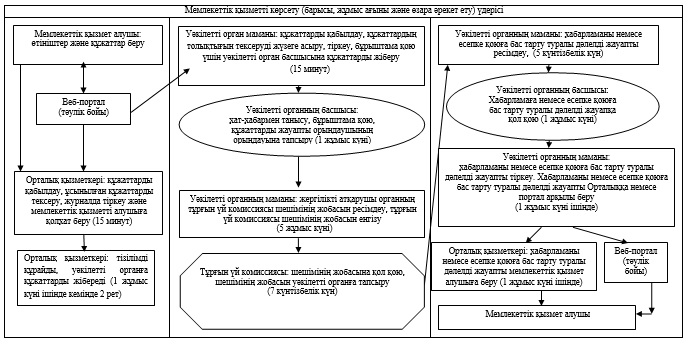 Мемлекеттік қызметті көрсету (барысы, жұмыс ағыны және өзара әрекет ету) үдерісі
Мемлекеттік қызмет алушы:
өтініштер және құжаттар беру
Веб-портал
(тәулік бойы)
Орталық қызметкері: құжаттарды
қабылдау, ұсынылған құжаттарды
тексеру, журналда тіркеу және
мемлекеттік қызметті алушыға
қолхат беру (15 минут)
Орталық қызметкері: тізілімді
құрайды, уәкілетті органға
құжаттарды жібереді (1 жұмыс
күні ішінде кемінде 2 рет)
Уәкілетті орган маманы: құжаттарды қабылдау, құжаттардың
толықтығын тексеруді жүзеге асыру, тіркеу, бұрыштама қою
үшін уәкілетті орган басшысына құжаттарды жіберу
(15 минут)
Уәкілетті органның басшысы:
хат-хабармен танысу, бұрыштама қою,
құжаттарды жауапты орындаушының
орындауына тапсыру (1 жұмыс күні)
Уәкілетті органның маманы: жергілікті атқарушы органның
тұрғын үй комиссиясы шешімінің жобасын ресімдеу, тұрғын
үй комиссиясы шешімінің жобасын енгізу
(5 жұмыс күні)
Тұрғын үй комиссиясы: шешімінің жобасына қол қою,
шешімінің жобасын уәкілетті органға тапсыру
(7 күнтізбелік күн)
Уәкілетті органның маманы: хабарламаны немесе
есепке қоюға бас тарту туралы дәлелді жауапты
ресімдеу, (5 күнтізбелік күн)
Уәкілетті органның басшысы:
Хабарламаға немесе есепке қоюға
бас тарту туралы дәлелді жауапқа
қол қою (1 жұмыс күні)
Уәкілетті органның маманы:
хабарламаны немесе есепке қоюға бас тарту туралы
дәлелді жауапты тіркеу. Хабарламаны немесе есепке қоюға
бас тарту туралы дәлелді жауапты Орталыққа немесе
портал арқылы беру
(1 жұмыс күні ішінде)
Орталық қызметкері: хабарламаны
немесе есепке қоюға бас тарту туралы
дәлелді жауапты мемлекеттік қызмет
алушыға беру (1 жұмыс күні ішінде)
Веб-портал
(тәулік
бойы)
Мемлекеттік қызмет алушы